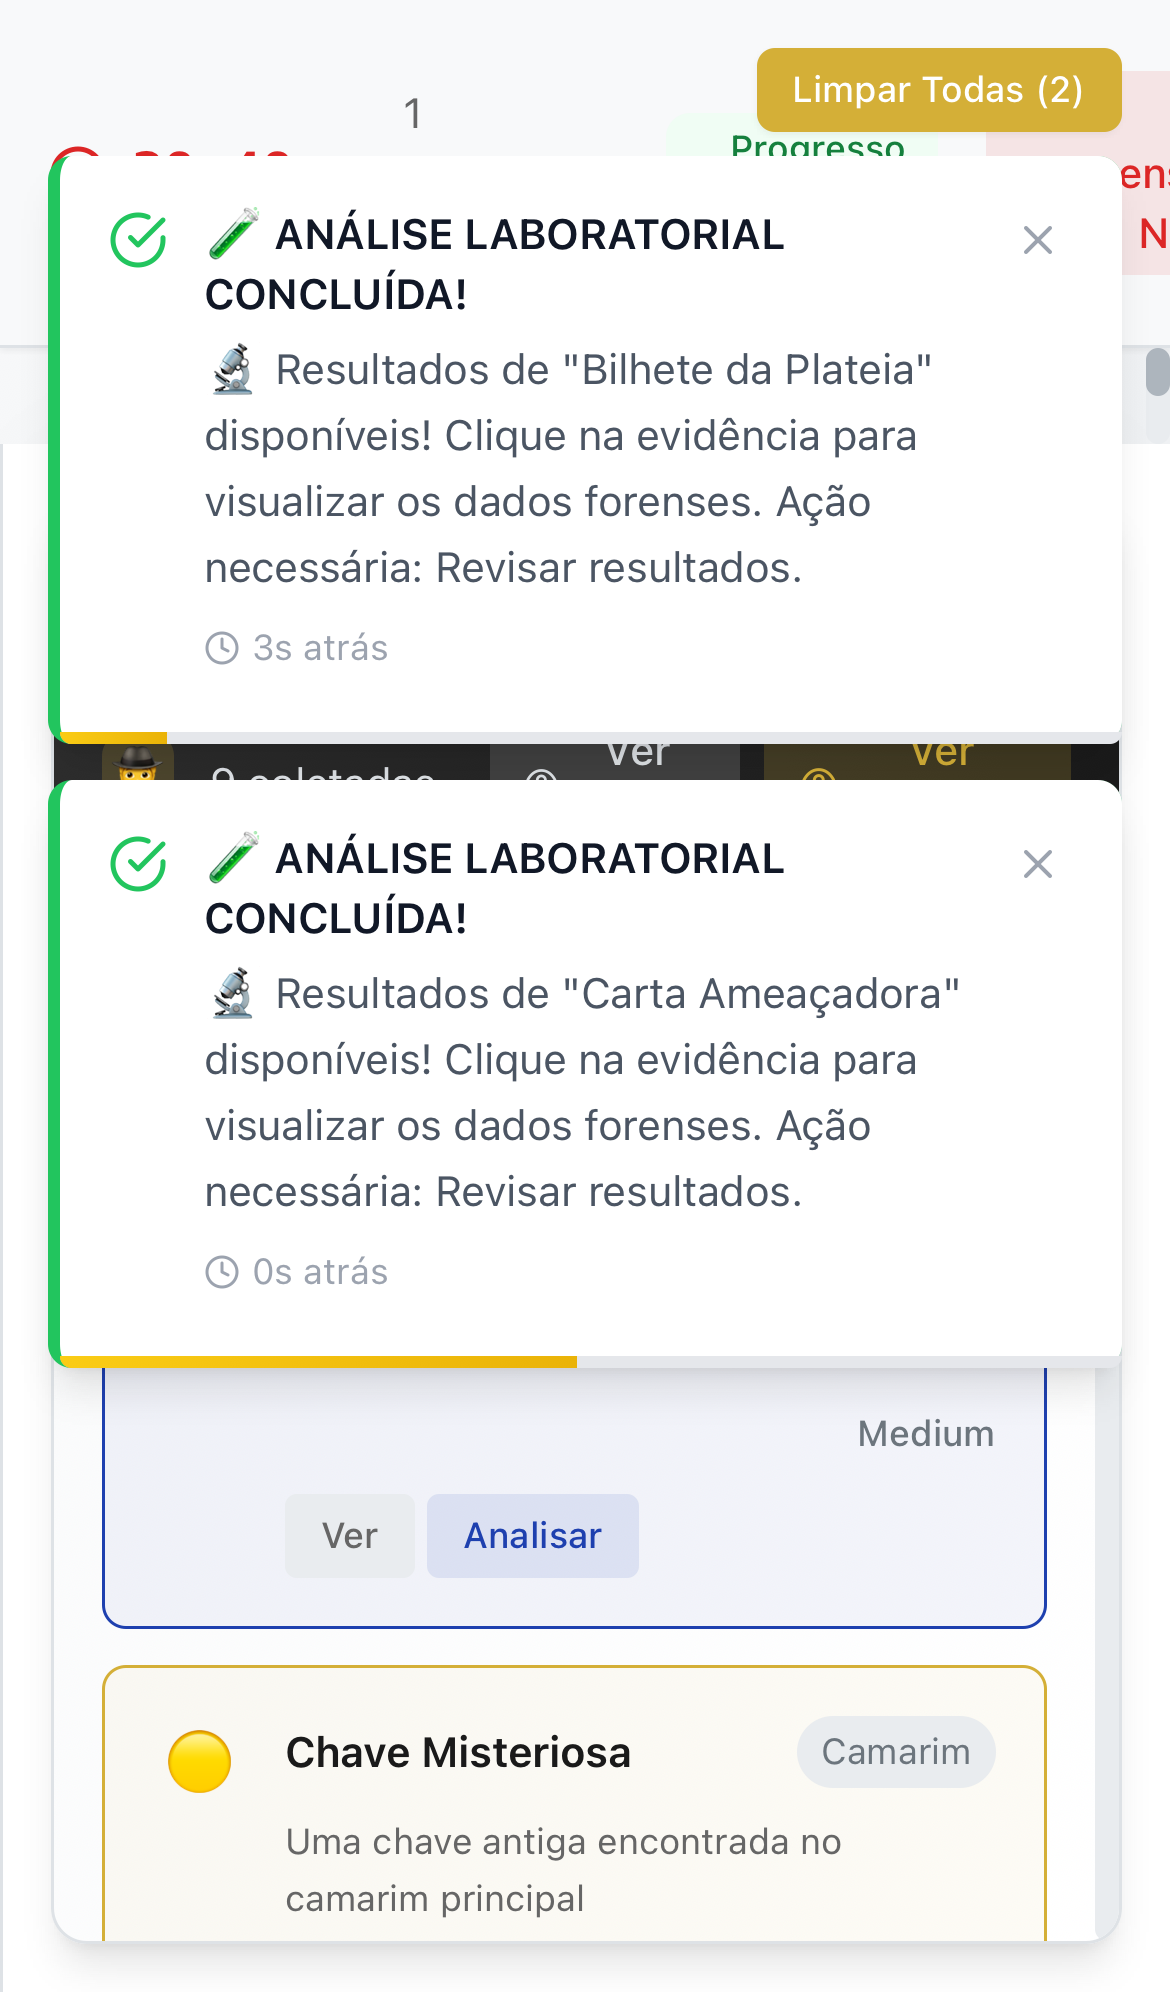 Limpar Todas (2)
1
Progresso
N
ANÁLISE LABORATORIAL
CONCLUÍDA!
Resultados de "Bilhete da Plateia"
disponíveis! Clique na evidência para
visualizar os dados forenses. Ação
necessária: Revisar resultados.
3s atrás
Ver
Ver
9 coletadas
ANÁLISE LABORATORIAL
CONCLUÍDA!
Resultados de "Carta Ameaçadora"
disponíveis! Clique na evidência para
visualizar os dados forenses. Ação
necessária: Revisar resultados.
0s atrás
Medium
Ver
Analisar
Chave Misteriosa
Camarim
Uma chave antiga encontrada no
camarim principal